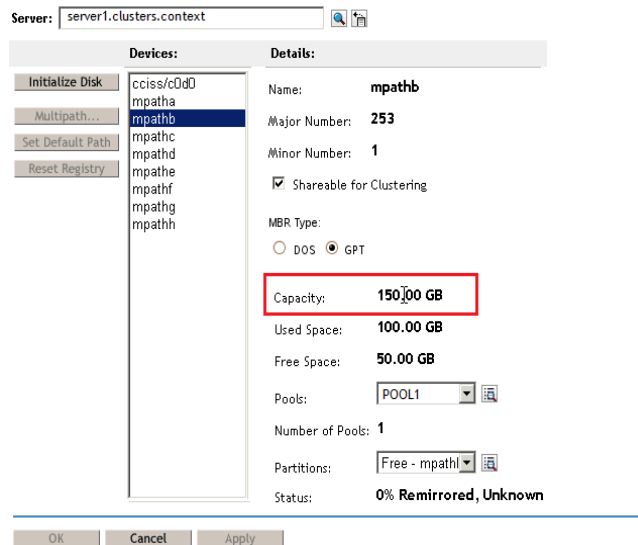 Server: server1.clusters.context
Devices: Details:
Initialize Disk
Multipath...
Set Default Path
Reset Registry
cciss/c0d0
mpatha
mpathb
mpathc
mpathd
mpathe
mpathf
mpathg
mpathh
Name: mpathb
Major Number: 253
Minor Number: 1
Shareable for Clustering
MBR Type:
DOS GPT
Capacity: 150.00 GB
Used Space: 100.00 GB
Free Space: 50.00 GB
Pools: POOL1
Number of Pools: 1
Partitions: Free - mpathl
Status: 0% Remirrored, Unknown
OK Cancel Apply